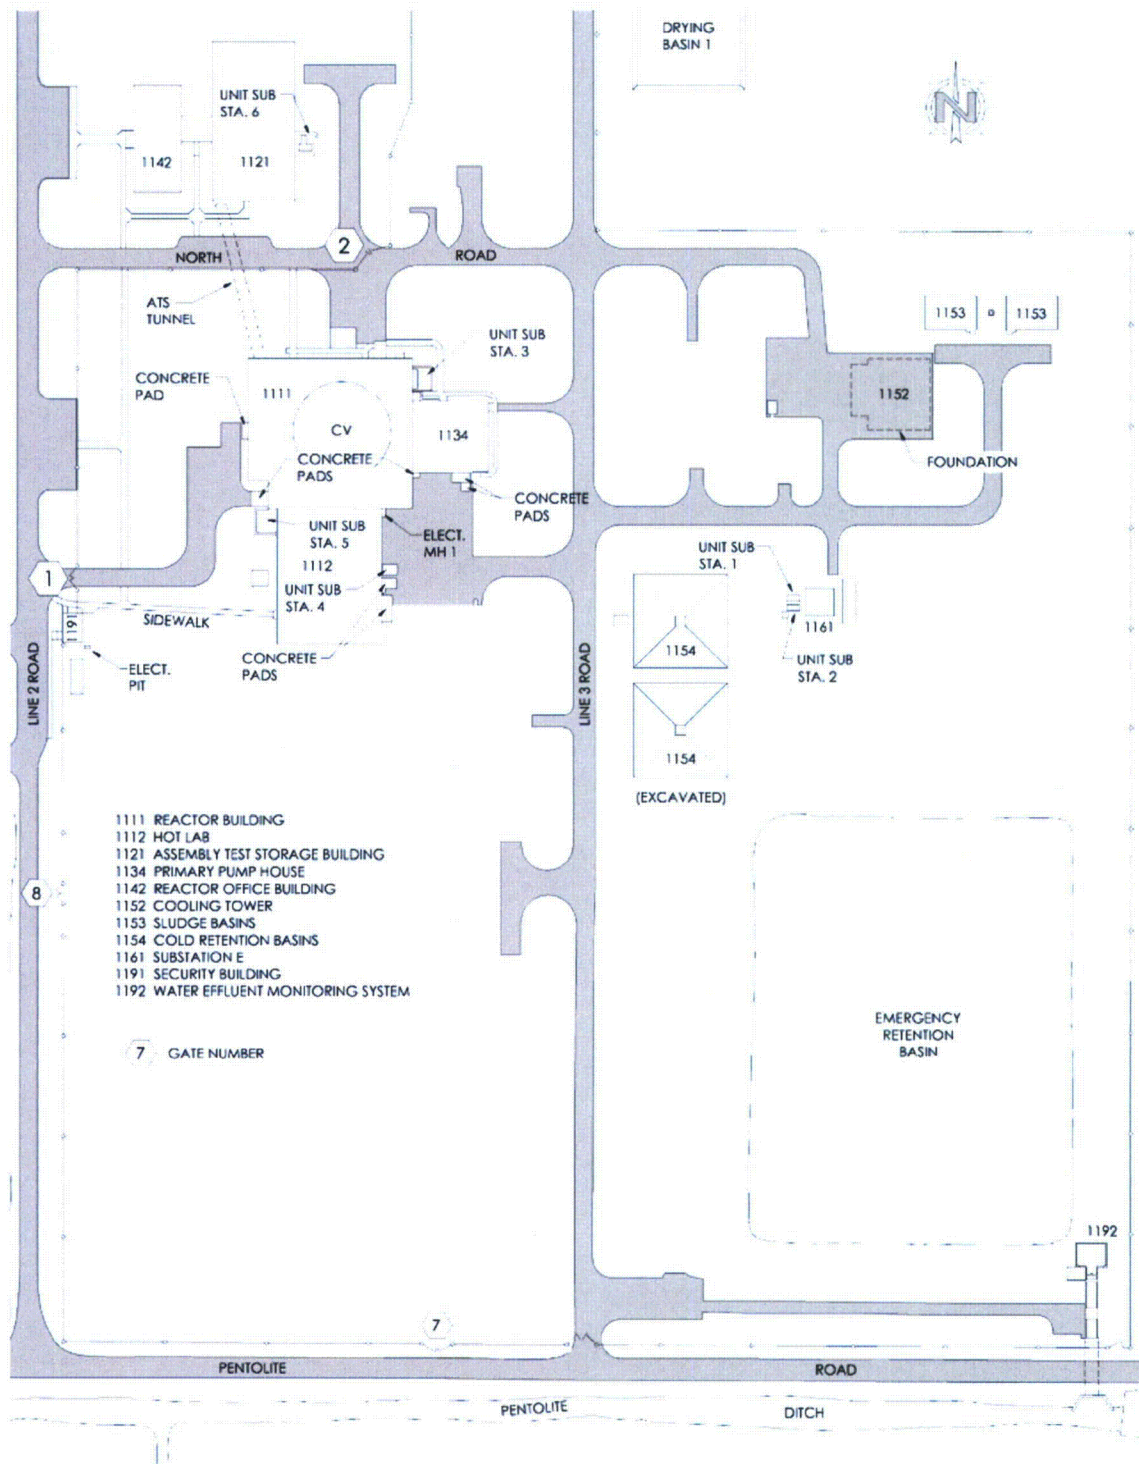 DRYING
BASIN 1
N
UNIT SUB
STA. 6
1142
1121
2
NORTH
ROAD
ATS
TUNNEL
UNIT SUB
STA. 3
1153
1153
CONCRETE
PAD
1111
CV
1134
1152
CONCRETE
PADS
FOUNDATION
CONCRETE
PADS
UNIT SUB
STA. 5
ELECT.
MH 1
1112
UNIT SUB
STA. 1
1
UNIT SUB
STA. 4
SIDEWALK
1191
1161
1154
CONCRETE
PADS
UNIT SUB
STA. 2
ELECT.
PIT
LINE 2 ROAD
LINE 3 ROAD
1154
(EXCAVATED)
1111 REACTOR BUILDING
1112 HOT LAB
1121 ASSEMBLY TEST STORAGE BUILDING
1134 PRIMARY PUMP HOUSE
1142 REACTOR OFFICE BUILDING
1152 COOLING TOWER
1153 SLUDGE BASINS
1154 COLD RETENTION BASINS
1161 SUBSTATION E
1191 SECURITY BUILDING
1192 WATER EFFLUENT MONITORING SYSTEM
8
7 GATE NUMBER
EMERGENCY
RETENTION
BASIN
1192
7
PENTOLITE
ROAD
PENTOLITE
DITCH